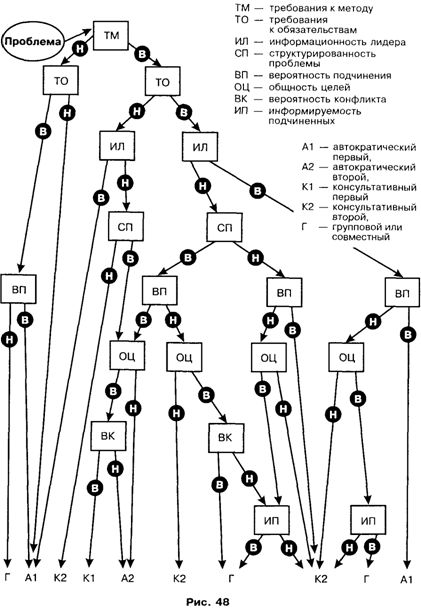 Проблема
ТМ
ТМ — требования к методу
ТО — требования
к обязательствам
ИЛ — информационность лидера
СП — структурированность
проблемы
ВП — вероятность подчинения
ОЦ — общность целей
ВК — вероятность конфликта
ИП — информируемость
подчиненных
А1 — автократический
первый,
А2 — автократический
второй,
К1 — консультативный
первый
К2 — консультативный
второй,
Г — групповой или
совместный
Н
В
ТО
ТО
В
Н
Н
В
ИЛ
ИЛ
В
Н
В
Н
В
СП
СП
Н
В
В
Н
ВП
ВП
ВП
ВП
Н
В
В
Н
Н
В
Н
В
ОЦ
ОЦ
ОЦ
ОЦ
В
Н
Н
В
В
Н
Н
В
ВК
ВК
В
Н
В
Н
ИП
ИП
В
Н
Н
В
Г
А1
К2
К1
А2
К2
Г
К2
Г
А1
Рис. 48